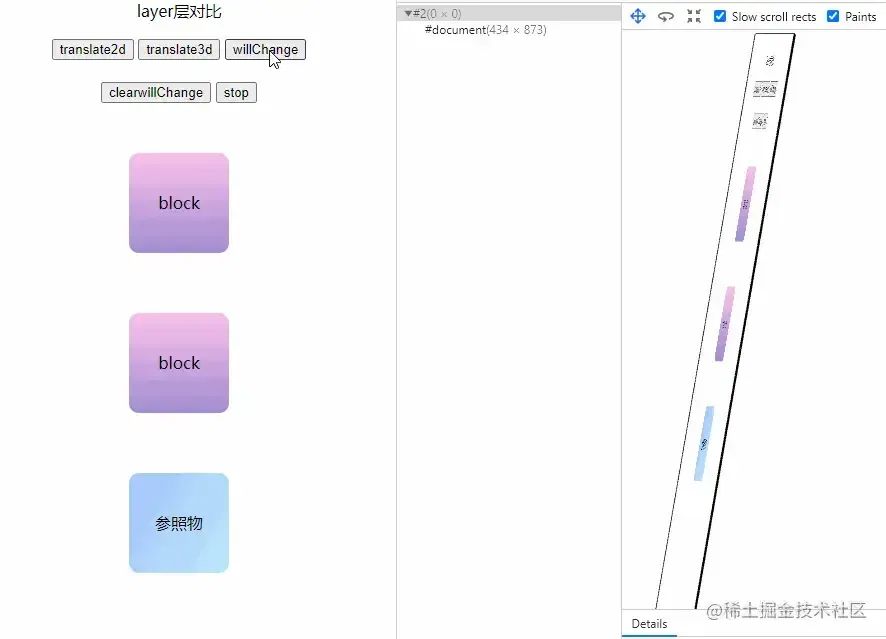 layer层对比
translate2d translate3d willChange
clearwillChange stop
block
block
参照物
▼#2(0 × 0)
#document(434 × 873)
Slow scroll rects Paints
Details
@稀土掘金技术社区